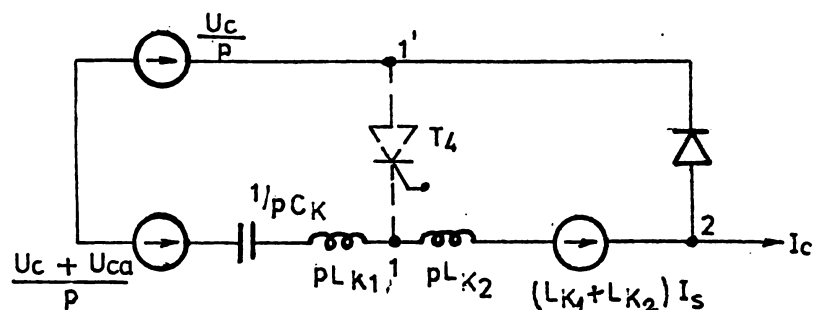 Uc
p
1'
T4
1/pCK
2
Ic
Uc + Uca
p
pLK1
1
pLK2
(LK1+LK2) Is